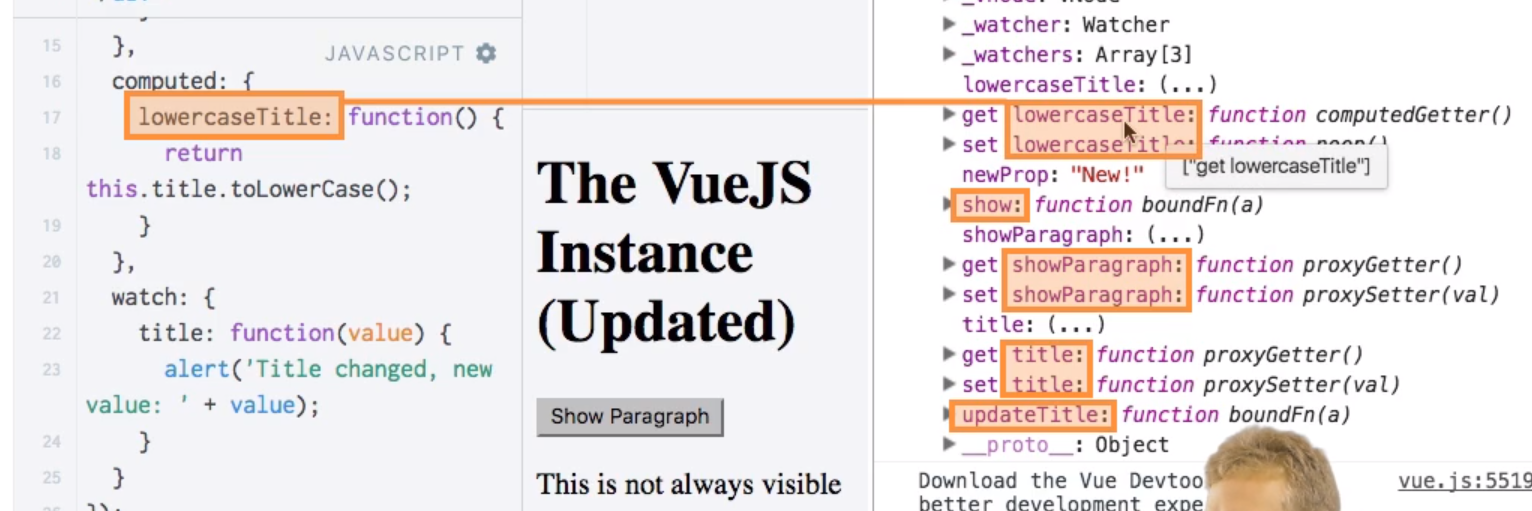 15 },
JAVASCRIPT
16 computed: {
17 lowercaseTitle: function() {
18 return
this.title.toLowerCase();
19 }
20 },
21 watch: {
22 title: function(value) {
23 alert('Title changed, new
value: ' + value);
24 }
25 }
});
The VueJS
Instance
(Updated)
Show Paragraph
This is not always visible
_watcher: Watcher
_watchers: Array[3]
lowercaseTitle: (...)
get lowercaseTitle: function computedGetter()
set lowercaseTitle: function noop()
["get lowercaseTitle"]
newProp: "New!"
show: function boundFn(a)
showParagraph: (...)
get showParagraph: function proxyGetter()
set showParagraph: function proxySetter(val)
title: (...)
get title: function proxyGetter()
set title: function proxySetter(val)
updateTitle: function boundFn(a)
__proto__: Object
Download the Vue Devtoo
vue.js:5519
better development expe